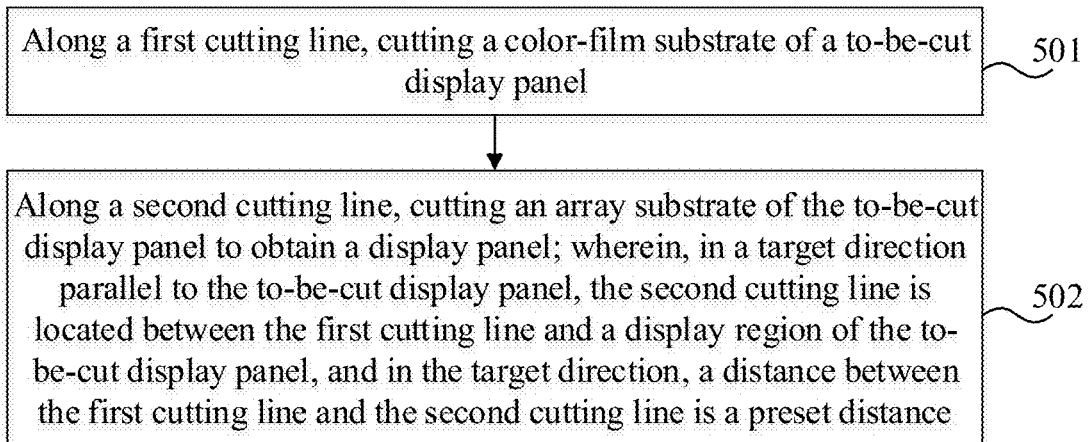 Along a first cutting line, cutting a color-film substrate of a to-be-cut
display panel
501
Along a second cutting line, cutting an array substrate of the to-be-cut
display panel to obtain a display panel; wherein, in a target direction
parallel to the to-be-cut display panel, the second cutting line is
located between the first cutting line and a display region of the to-
be-cut display panel, and in the target direction, a distance between
the first cutting line and the second cutting line is a preset distance
502